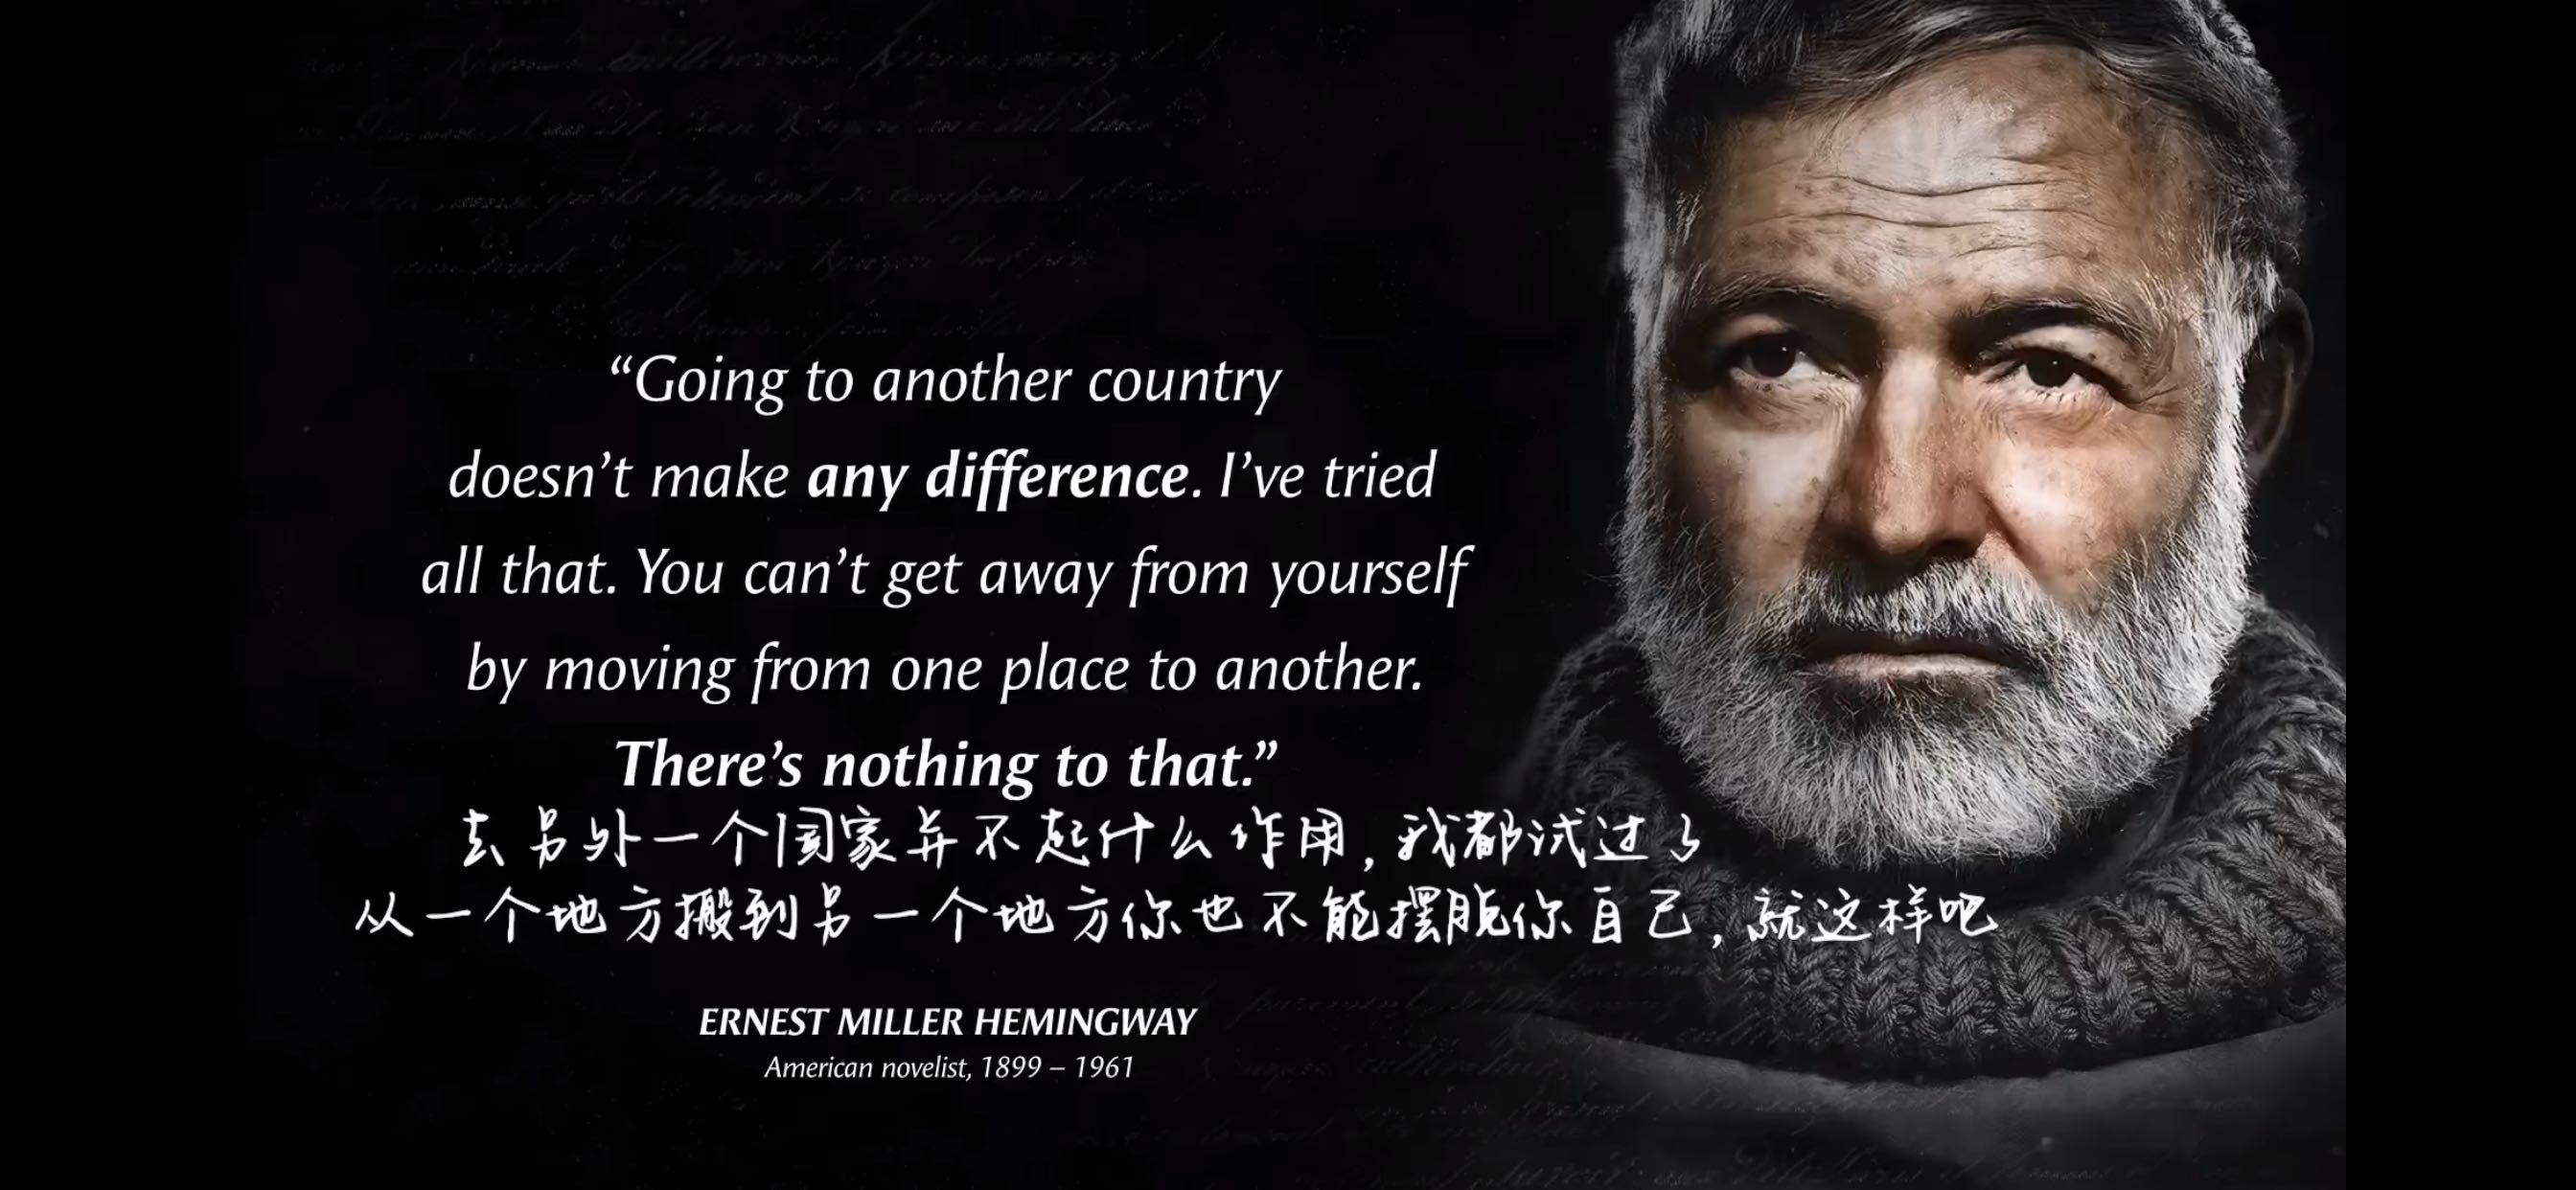 “Going to another country
doesn’t make any difference. I’ve tried
all that. You can’t get away from yourself
by moving from one place to another.
There’s nothing to that.”
去另外一个国家并不起什么作用,我都试过了
从一个地方搬到另一个地方你也不能摆脱你自己,就这样吧
ERNEST MILLER HEMINGWAY
American novelist, 1899 – 1961